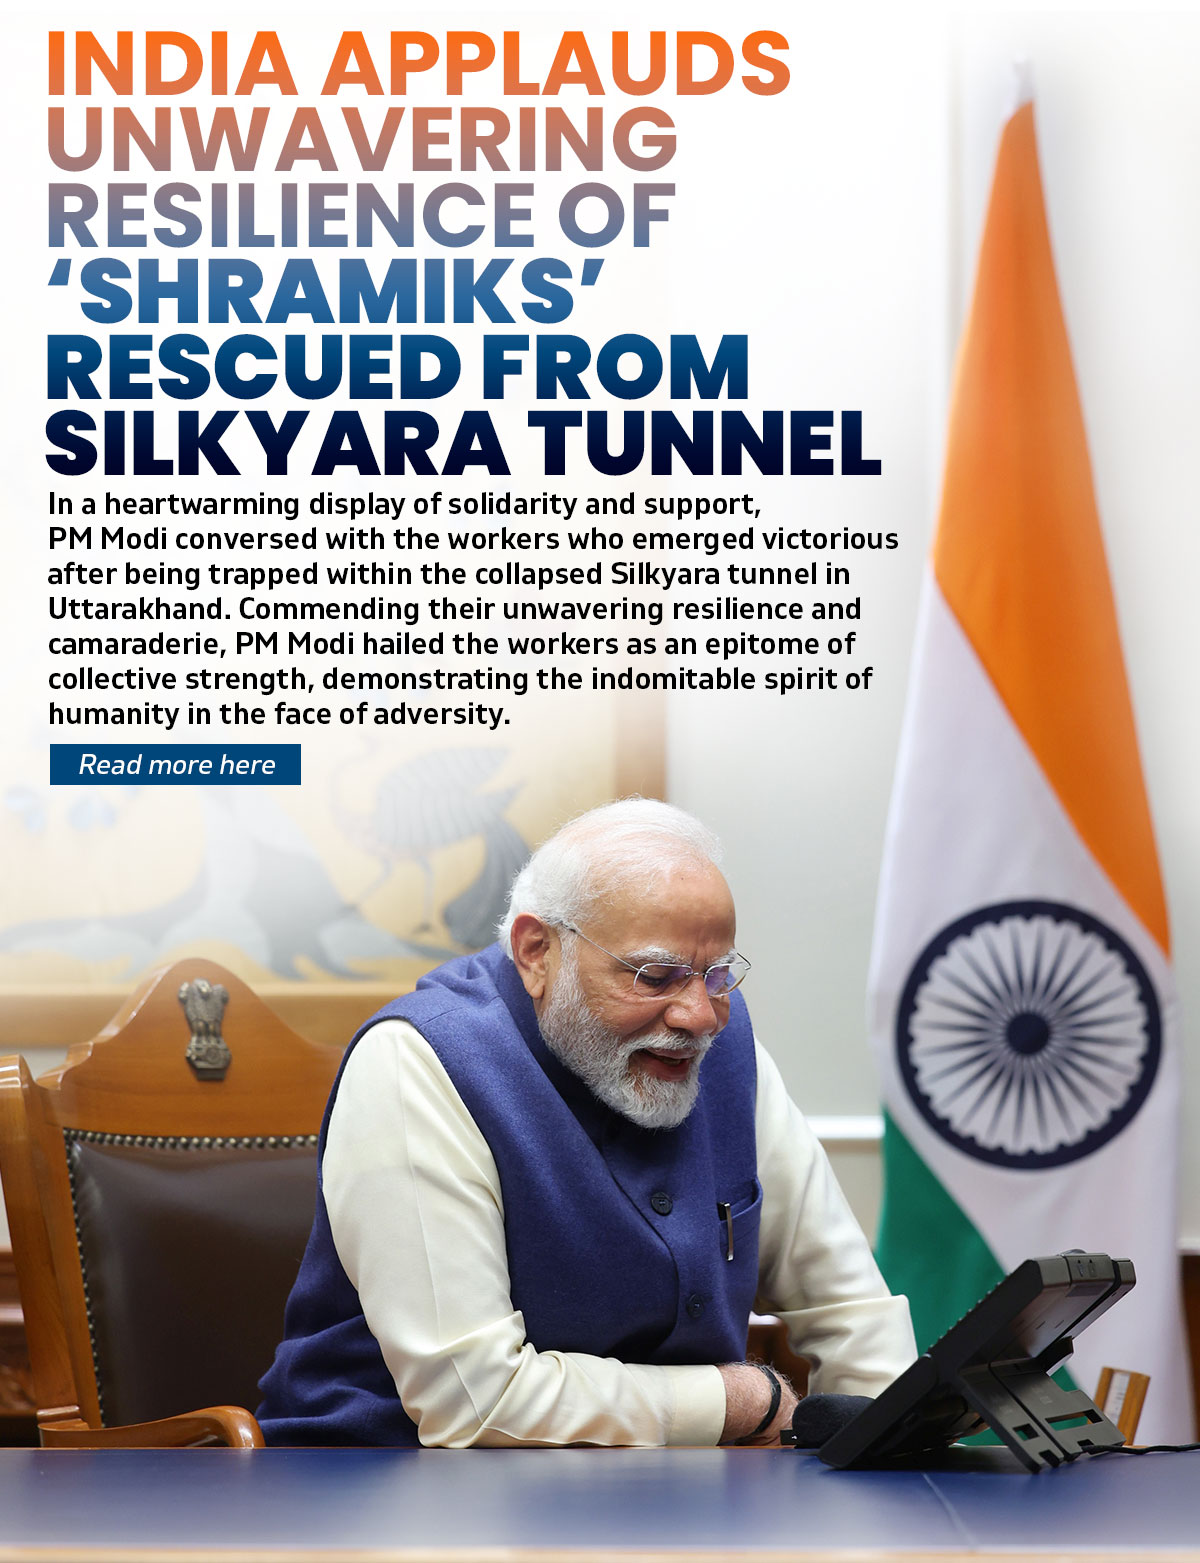 INDIA APPLAUDS
UNWAVERING
RESILIENCE OF
‘SHRAMIKS’
RESCUED FROM
SILKYARA TUNNEL
In a heartwarming display of solidarity and support,
PM Modi conversed with the workers who emerged victorious
after being trapped within the collapsed Silkyara tunnel in
Uttarakhand. Commending their unwavering resilience and
camaraderie, PM Modi hailed the workers as an epitome of
collective strength, demonstrating the indomitable spirit of
humanity in the face of adversity.
Read more here